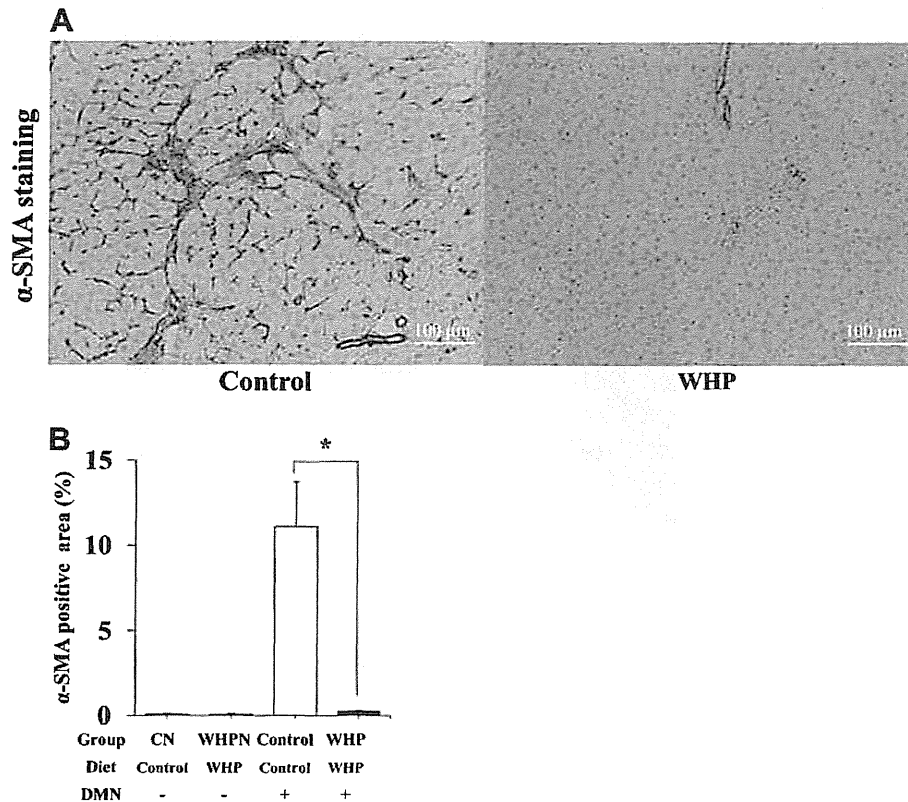 A
α-SMA staining
100 μm
100 μm
Control
WHP
B
*
α-SMA positive area (%)
15
10
5
0
Group CN WHPN Control WHP
Diet Control WHP Control WHP
DMN - - + +